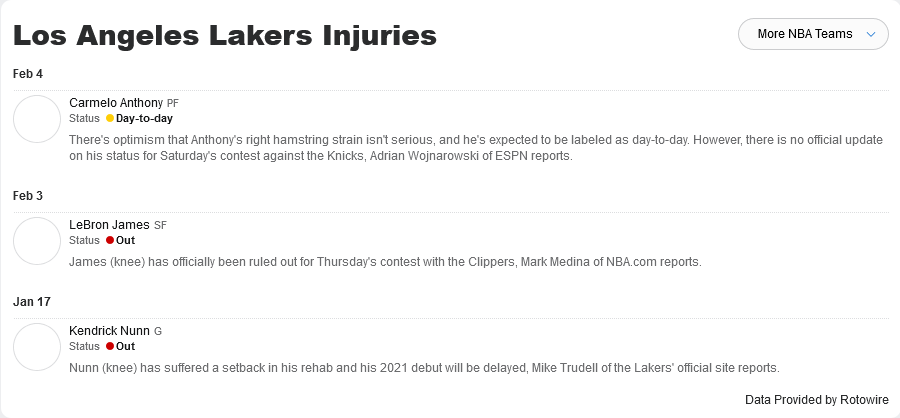 Los Angeles Lakers Injuries
More NBA Teams
Feb 4
Carmelo Anthony PF
Status Day-to-day
There's optimism that Anthony's right hamstring strain isn't serious, and he's expected to be labeled as day-to-day. However, there is no official update
on his status for Saturday's contest against the Knicks, Adrian Wojnarowski of ESPN reports.
Feb 3
LeBron James SF
Status Out
James (knee) has officially been ruled out for Thursday's contest with the Clippers, Mark Medina of NBA.com reports.
Jan 17
Kendrick Nunn G
Status Out
Nunn (knee) has suffered a setback in his rehab and his 2021 debut will be delayed, Mike Trudell of the Lakers' official site reports.
Data Provided by Rotowire